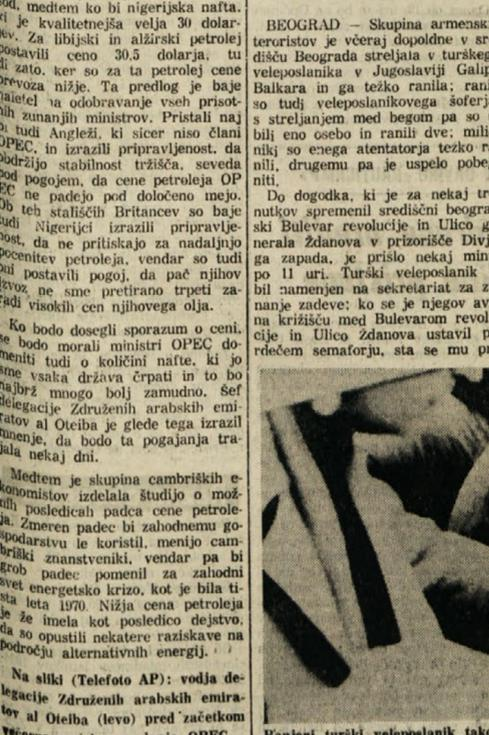 medtem ko bi nigerijska nafta,
je kvalitetnejša velja 30 dolar-
jev. Za libijski in alžirski petrolej
postavili ceno 30,5 dolarja, tu
zato, ker so za ta petrolej cene
prevoza nižje. Ta predlog je baje
naletel na odobravanje vseh prisot-
nih zunanjih ministrov. Pristali naj
bi tudi Angleži, ki sicer niso člani
OPEC, in izrazili pripravljenost, da
obdržijo stabilnost tržišča, seveda
pod pogojem, da cene petroleja OP
EC ne padejo pod določeno mejo.
Ob teh stališčih Britancev so baje
tudi Nigerijci izrazili pripravlje-
nost, da ne pritiskajo za nadaljnjo
pocenitev petroleja, vendar so tudi
oni postavili pogoj, da pač njihov
izvoz ne sme pretirano trpeti za-
radi visokih cen njihovega olja.
Ko bodo dosegli sporazum o ceni,
se bodo morali ministri OPEC do-
meniti tudi o količini nafte, ki jo
sme vsaka država črpati in to bo
najbrž mnogo bolj zamudno. Šef
delegacije Združenih arabskih emi-
ratov al Oteiba je glede tega izrazil
mnenje, da bodo ta pogajanja tra-
jala nekaj dni.
Medtem je skupina cambriških e-
konomistov izdelala študijo o mož-
nih posledicah padca cene petrole-
ja. Zmeren padec bi zahodnemu go-
spodarstvu le koristil, menijo cam-
briški znanstveniki, vendar pa bi
grob padec pomenil za zahodni
svet energetsko krizo, kot je bila ti-
sta leta 1970. Nižja cena petroleja
je že imela kot posledico dejstvo,
da so opustili nekatere raziskave na
področju alternativnih energij.
Na sliki (Telefoto AP): vodja de-
legacije Združenih arabskih emira-
tov al Oteiba (levo) pred začetkom
OPEC
BEOGRAD — Skupina armensk
teroristov je včeraj dopoldne v sr
dišču Beograda streljala v turškeg
veleposlanika v Jugoslaviji Galip
Balkara in ga težko ranila; ran
so tudi veleposlanikovega šoferj
s streljanjem med begom pa so
bili eno osebo in ranili dve; mili
niki so enega atentatorja težko r
nili, drugemu pa je uspelo pobe
niti.
Do dogodka, ki je za nekaj tr
nutkov spremenil središčni beogra
ski Bulevar revolucije in Ulico g
nerala Ždanova v prizorišče Divj
ga zapada, je prišlo nekaj min
po 11 uri. Turški veleposlanik
bil namenjen na sekretariat za z
nanje zadeve; ko se je njegov av
na križišču med Bulevarom revol
cije in Ulico Ždanova ustavil p
rdečem semaforju, sta se mu pr
Ranjeni turški veleposlanik tak